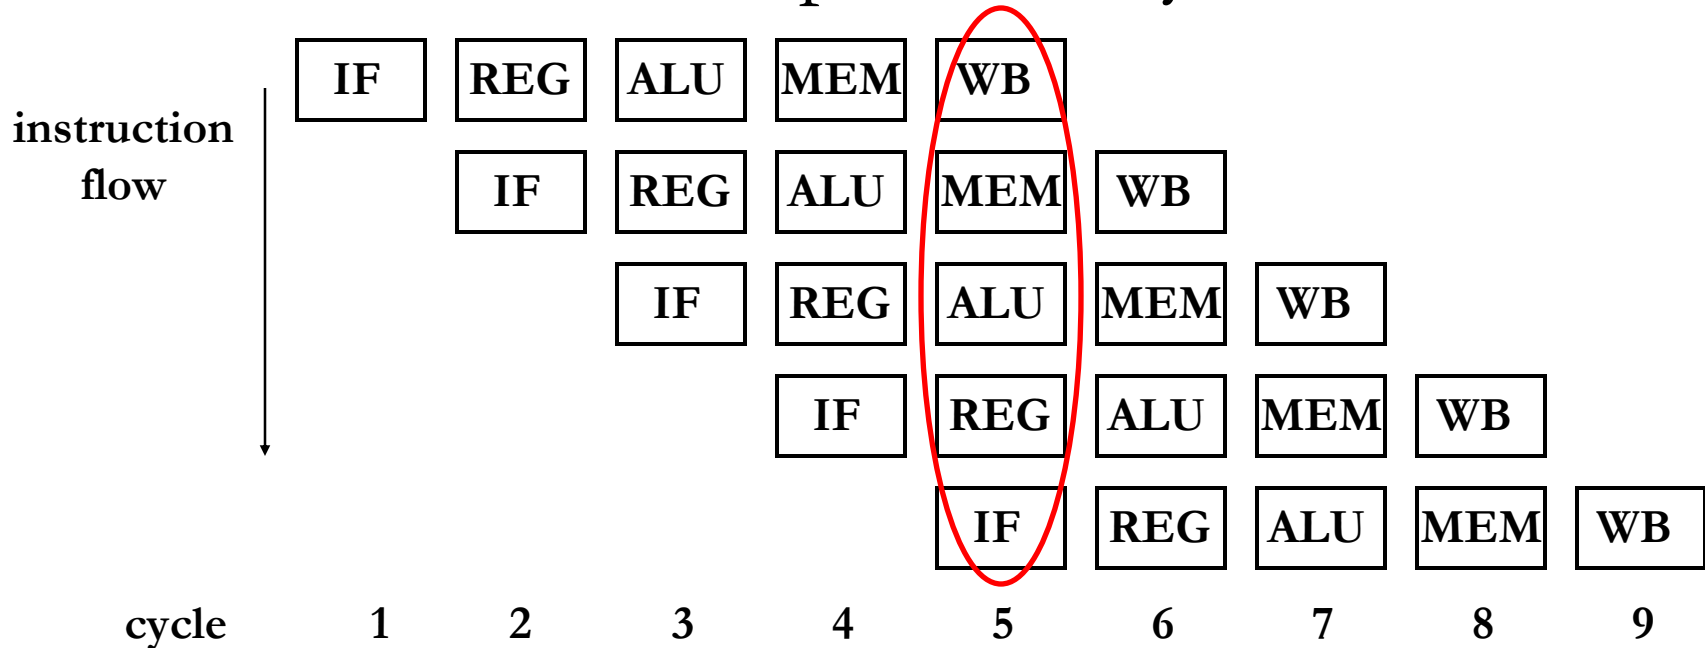 IF REG ALU MEM WB
instruction
flow
IF REG ALU MEM WB
IF REG ALU MEM WB
IF REG ALU MEM WB
IF REG ALU MEM WB
cycle 1 2 3 4 5 6 7 8 9